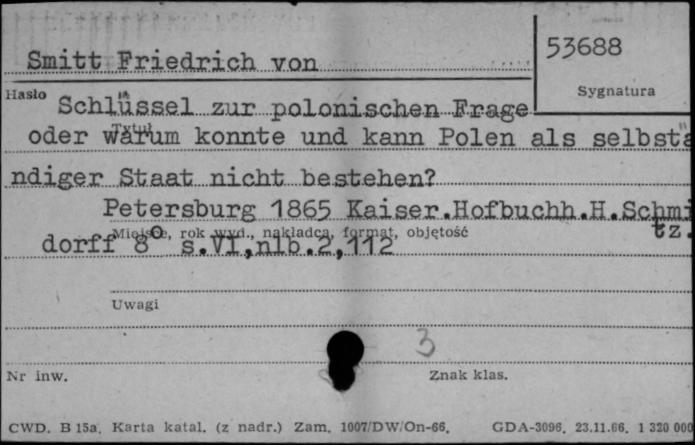 Smitt Friedrich von
53688
Sygnatura
Hasło
Schlüssel zur polonischen Frage
Tytuł
oder warum konnte und kann Polen als selbstä
ndiger Staat nicht bestehen?
Petersburg 1865 Kaiser.Hofbuchh.H.Schmi
tz.
Miejsce, rok wyd., nakładca, format, objętość
dorff 8° s.VI,nlb.2,112
Uwagi
3
Nr inw.
Znak klas.
CWD. B 15a. Karta katal. (z nadr.) Zam. 1007/DW/On-66. GDA-3096. 23.11.66. 1 320 000